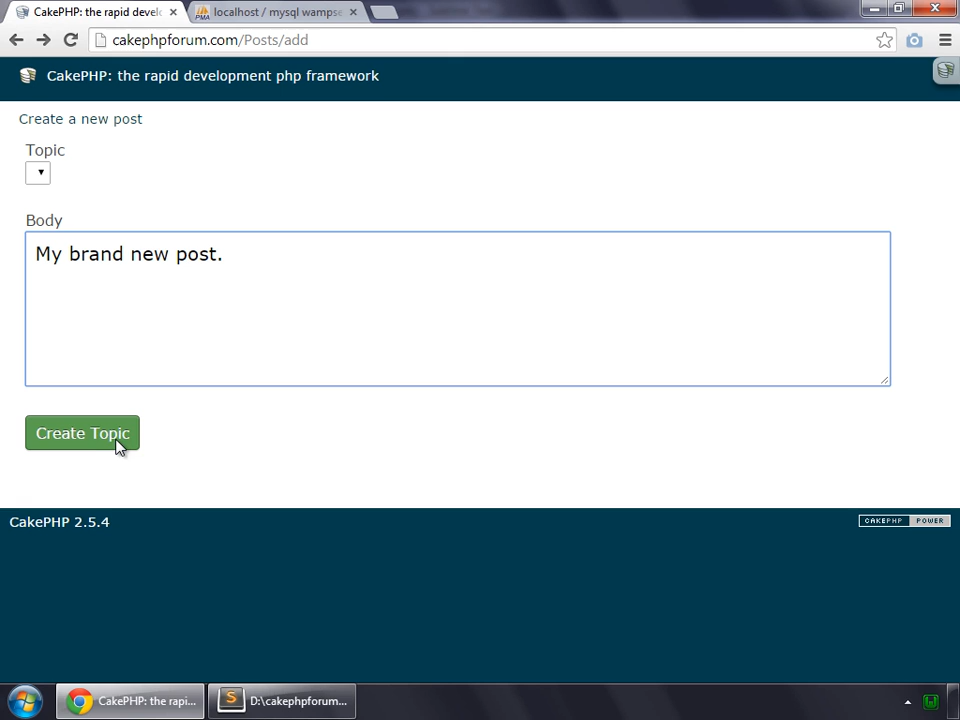 CakePHP: the rapid develo
localhost / mysql wampse
cakephpforum.com/Posts/add
CakePHP: the rapid development php framework
Create a new post
Topic
Body
My brand new post.
Create Topic
CakePHP 2.5.4
CAKEPHP POWER
CakePHP: the rapi...
D:\cakephpforum...